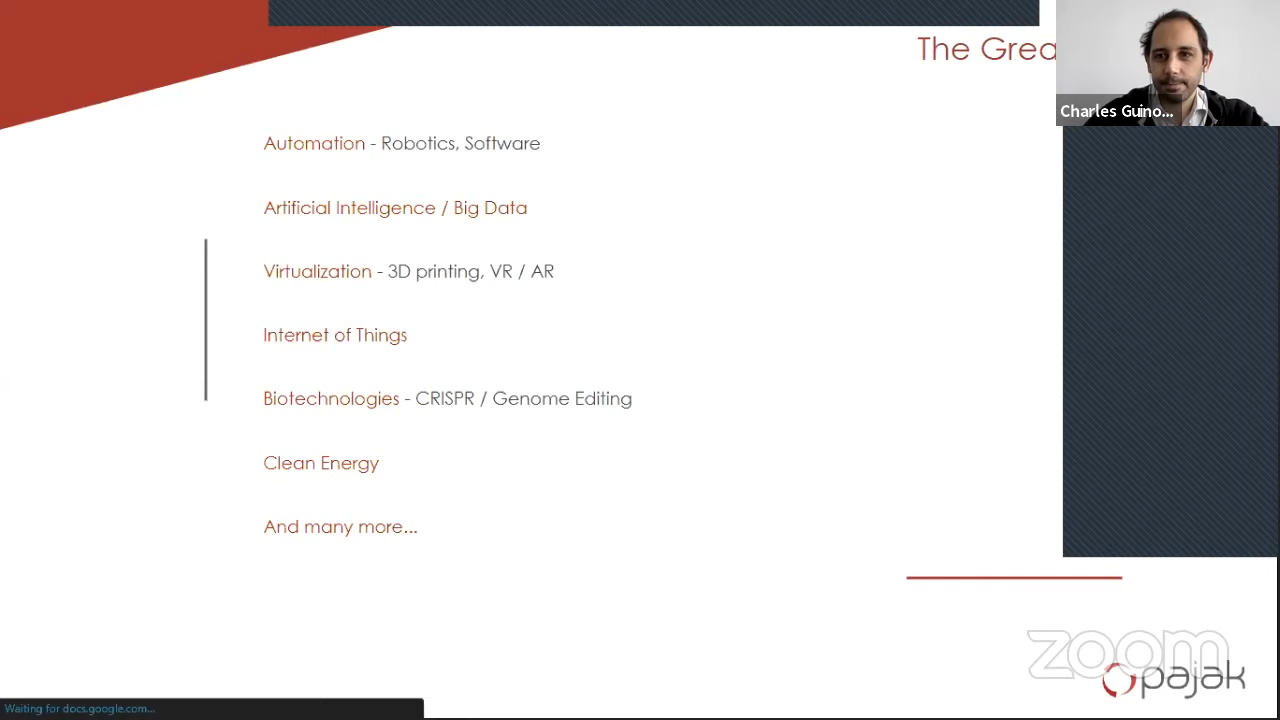 The Grea
Charles Guino...
Automation - Robotics, Software
Artificial Intelligence / Big Data
Virtualization - 3D printing, VR / AR
Internet of Things
Biotechnologies - CRISPR / Genome Editing
Clean Energy
And many more...
zoom
pajak
Waiting for docs.google.com...